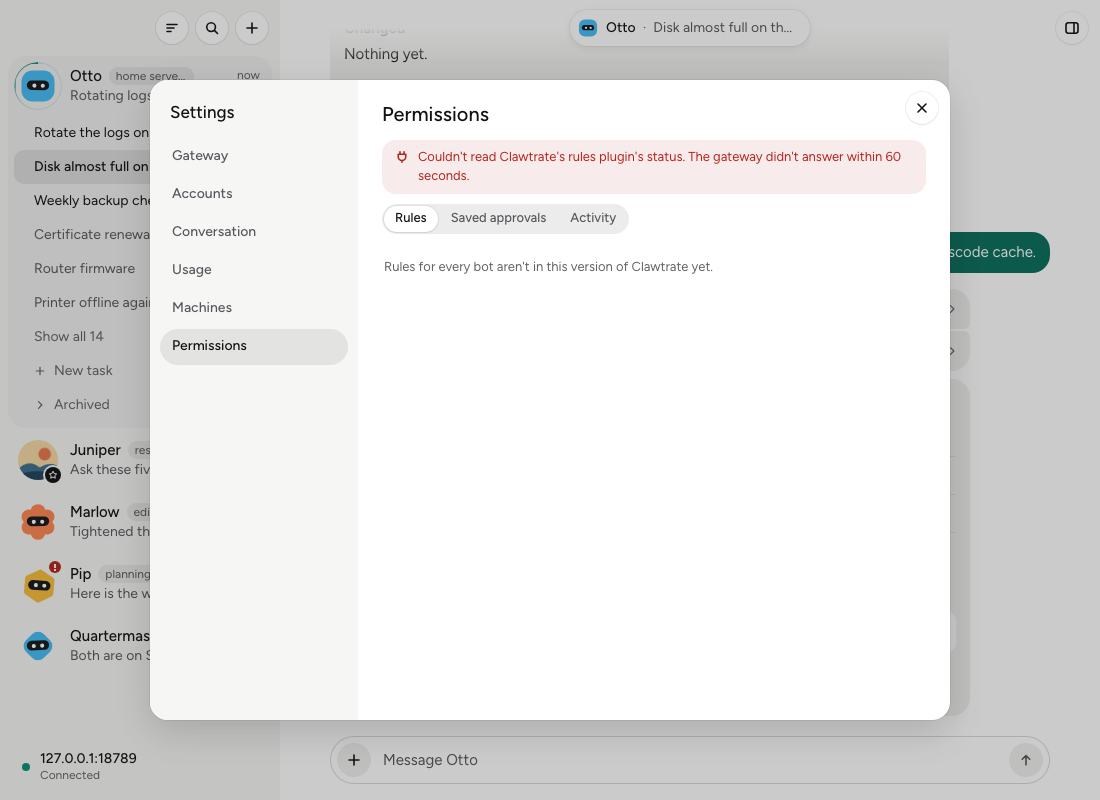 Changed
Nothing yet.
Otto · Disk almost full on th...
Otto home serve... now
Rotating logs
Rotate the logs on
Disk almost full on
Weekly backup che
Certificate renewa
Router firmware
Printer offline again
Show all 14
New task
Archived
Juniper res
Ask these fiv
Marlow edi
Tightened th
Pip planning
Here is the w
Quartermas
Both are on S
127.0.0.1:18789
Connected
Settings
Gateway
Accounts
Conversation
Usage
Machines
Permissions
Permissions
Couldn't read Clawtrate's rules plugin's status. The gateway didn't answer within 60
seconds.
Rules Saved approvals Activity
Rules for every bot aren't in this version of Clawtrate yet.
scode cache.
Message Otto